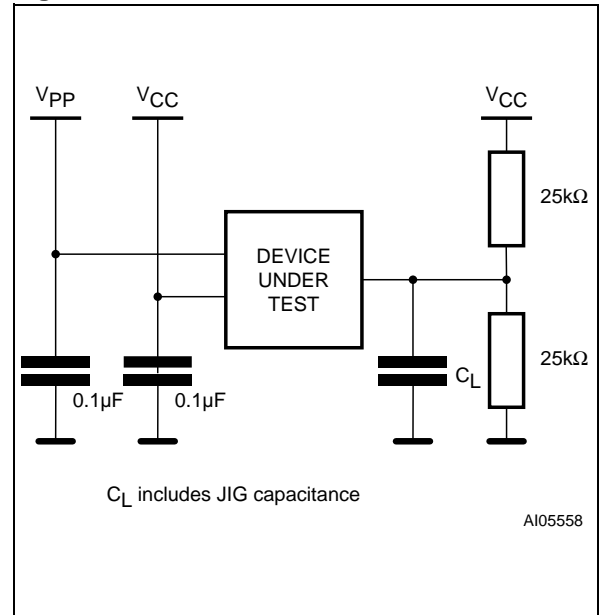 VPP
VCC
VCC
25kΩ
DEVICE
UNDER
TEST
25kΩ
CL
0.1µF
0.1µF
CL includes JIG capacitance
AI05558